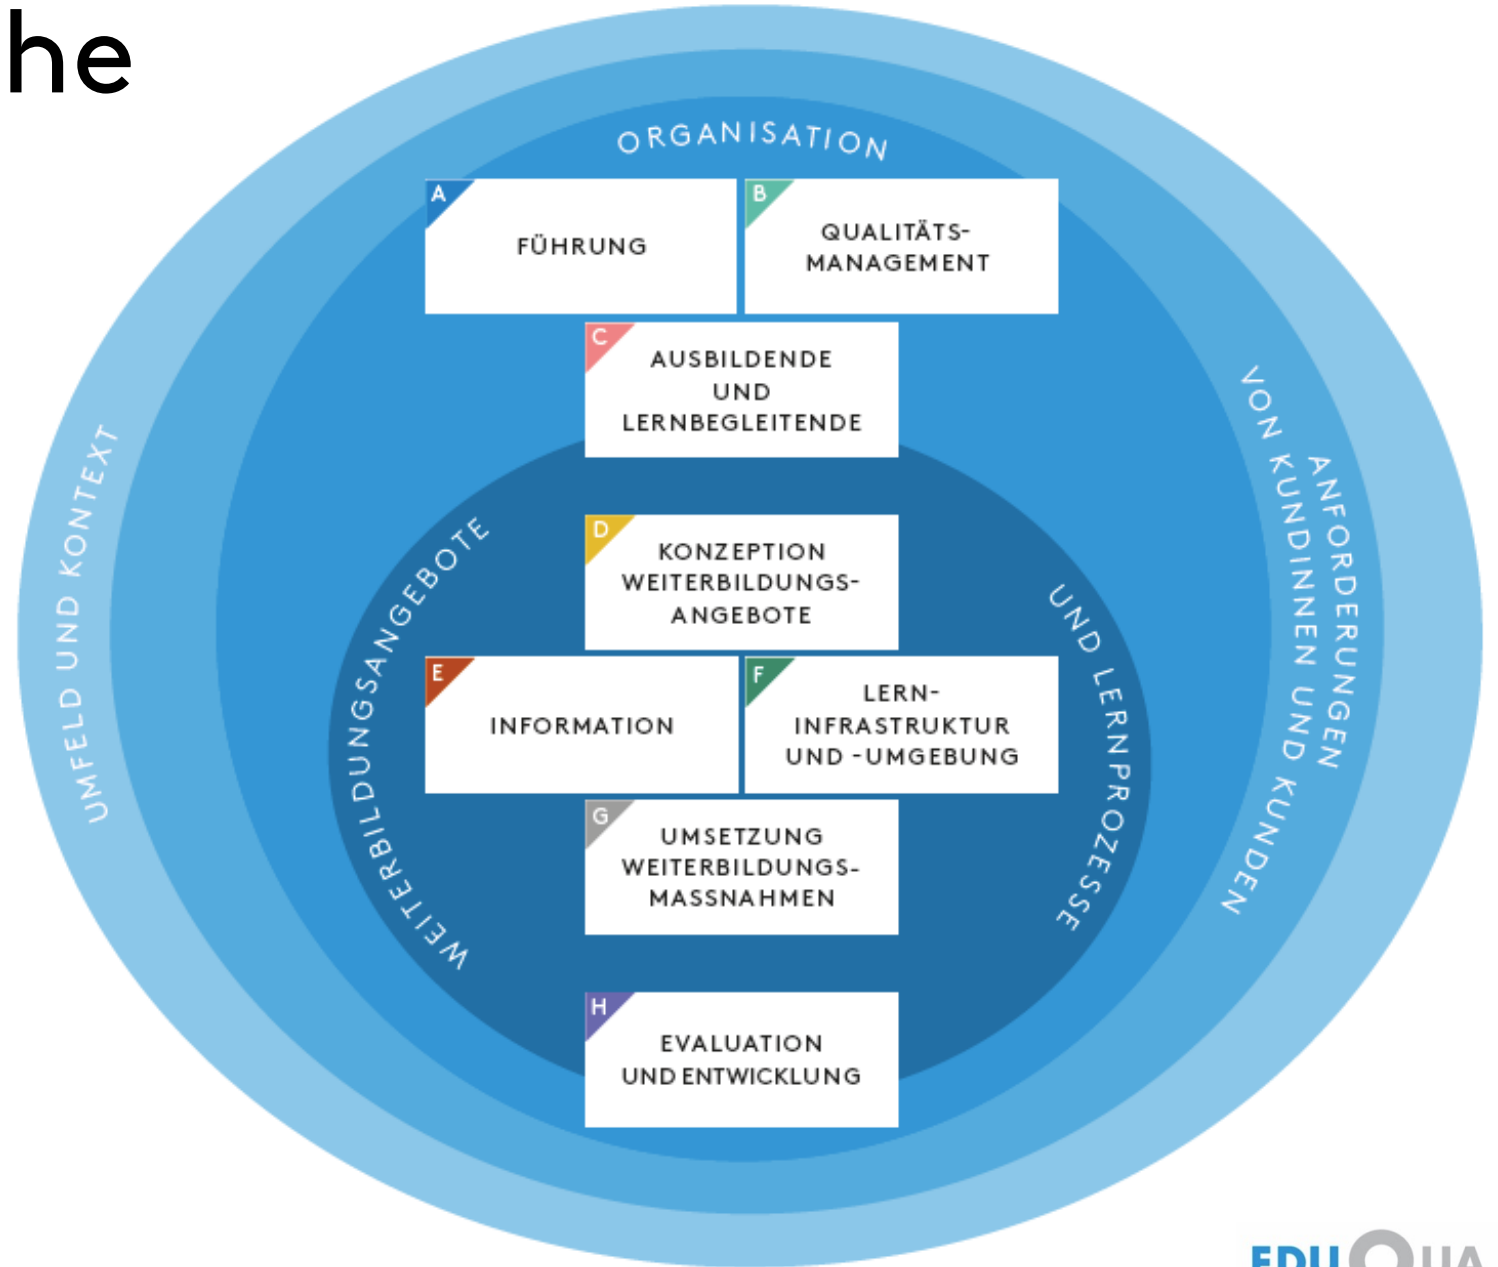 he
ORGANISATION
A
FÜHRUNG
B
QUALITÄTS-
MANAGEMENT
C
AUSBILDENDE
UND
LERNBEGLEITENDE
UMFELD UND KONTEXT
ANFORDERUNGEN
VON KUNDINNEN UND KUNDEN
WEITERBILDUNGSANGEBOTE
UND LERNPROZESSE
D
KONZEPTION
WEITERBILDUNGS-
ANGEBOTE
E
INFORMATION
F
LERN-
INFRASTRUKTUR
UND -UMGEBUNG
G
UMSETZUNG
WEITERBILDUNGS-
MASSNAHMEN
H
EVALUATION
UND ENTWICKLUNG
EDUQUA